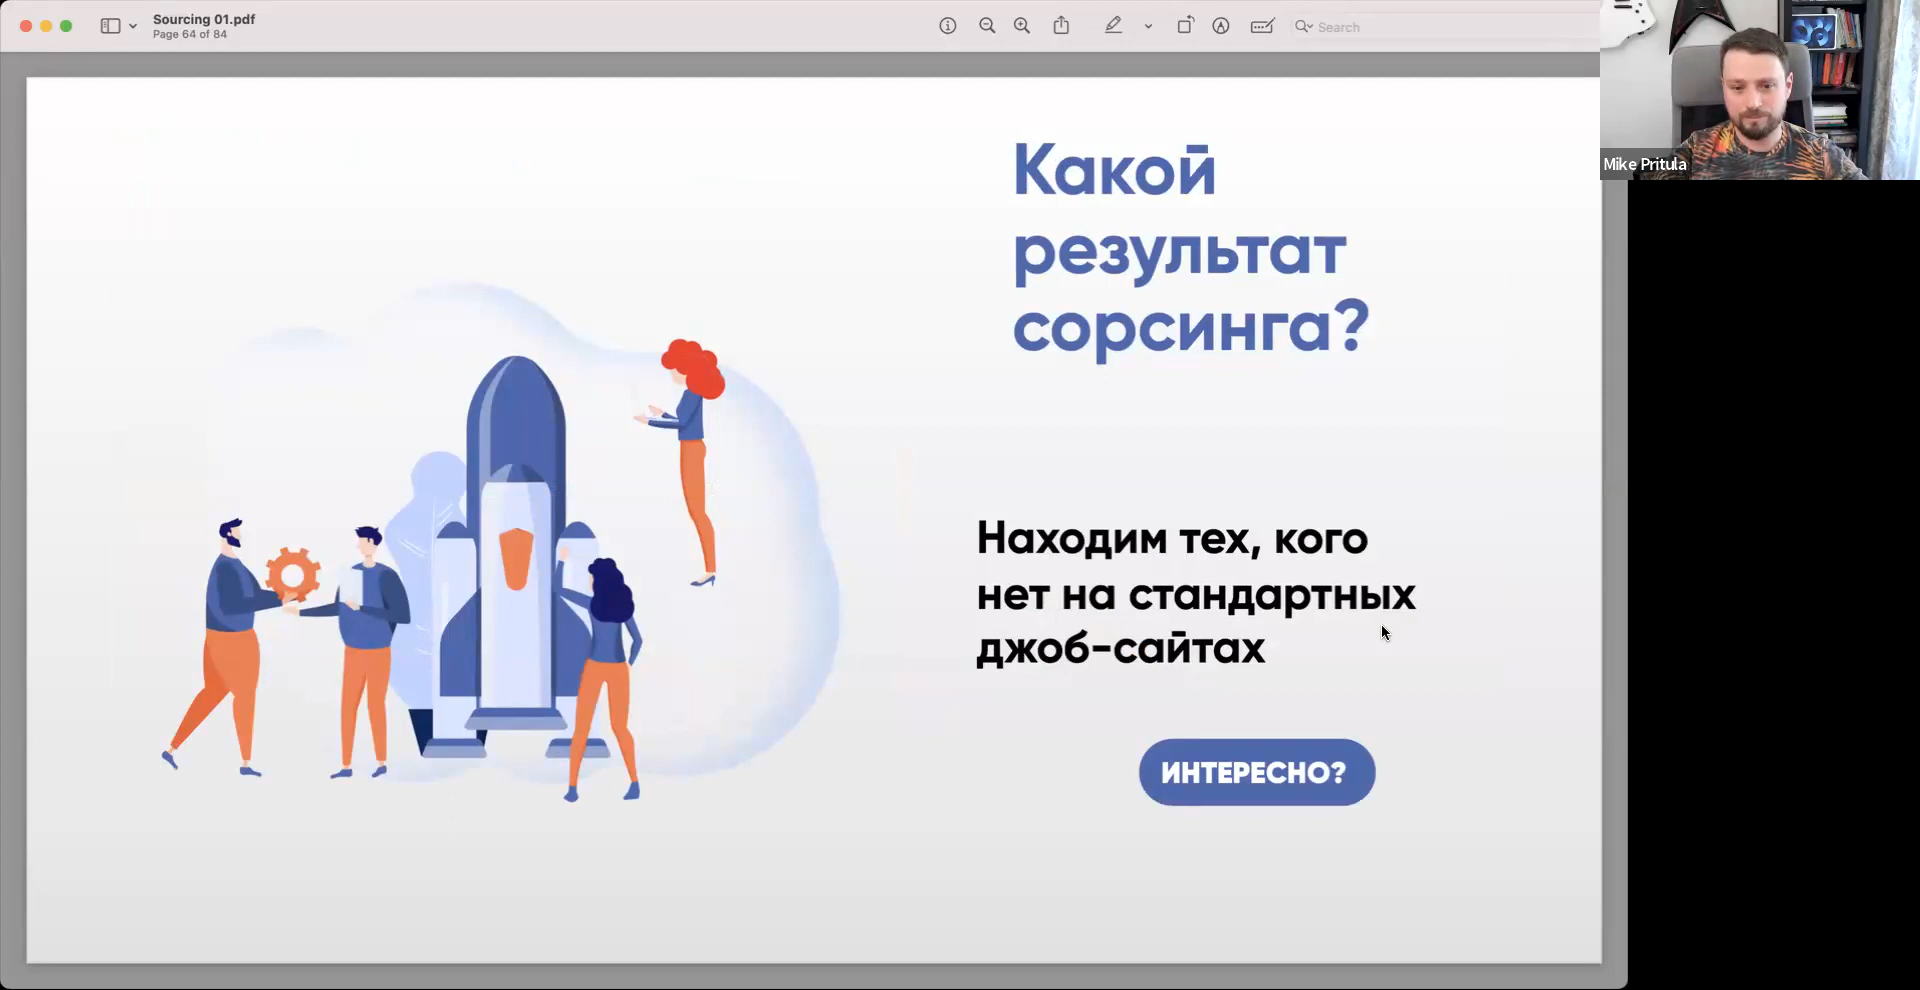 Sourcing 01.pdf
Page 64 of 84
Search
Mike Pritula
Какой
результат
сорсинга?
Находим тех, кого
нет на стандартных
джоб-сайтах
ИНТЕРЕСНО?